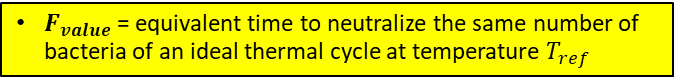 • F_value = equivalent time to neutralize the same number of
bacteria of an ideal thermal cycle at temperature T_ref